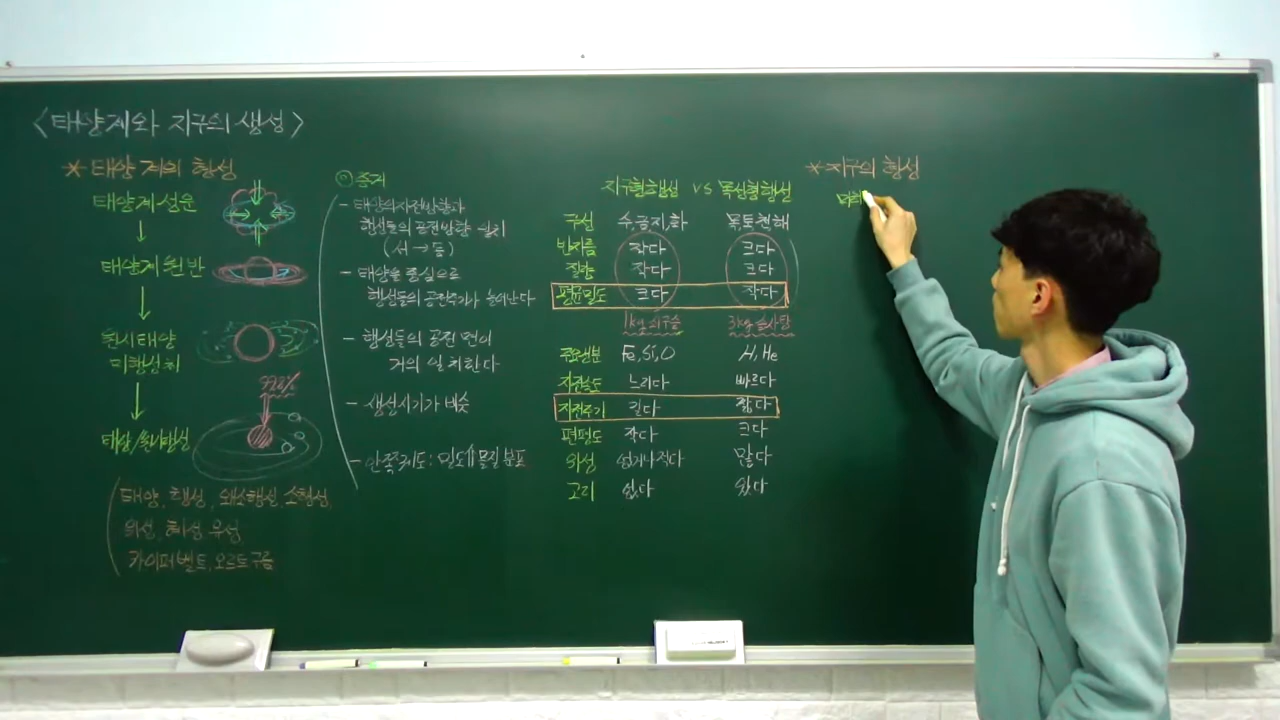 <태양계와 지구의 생성>
* 태양계의 형성
태양계 성운
↓
태양계 원반
↓
원시태양
미행성체
↓
99.8%
태양/원시행성
태양, 행성, 왜소행성, 소행성,
위성, 혜성, 유성
카이퍼벨트, 오르트구름
⊙ 증거
- 태양의 자전방향과
행성들의 공전방향 일치
(서→동)
- 태양을 중심으로
행성들의 공전주기가 늘어난다
- 행성들의 공전면이
거의 일치한다
- 생성시기가 비슷
- 안쪽궤도: 밀도⇑ 물질 분포
지구형행성 vs 목성형행성
구성 수,금,지,화 목,토,천,해
반지름 작다 크다
질량 작다 크다
평균밀도 크다 작다
1kg 쇠구슬 3kg 솜사탕
주요성분 Fe, Si, O H, He
자전속도 느리다 빠르다
자전주기 길다 짧다
편평도 작다 크다
위성 없거나 적다 많다
고리 없다 있다
* 지구의 형성